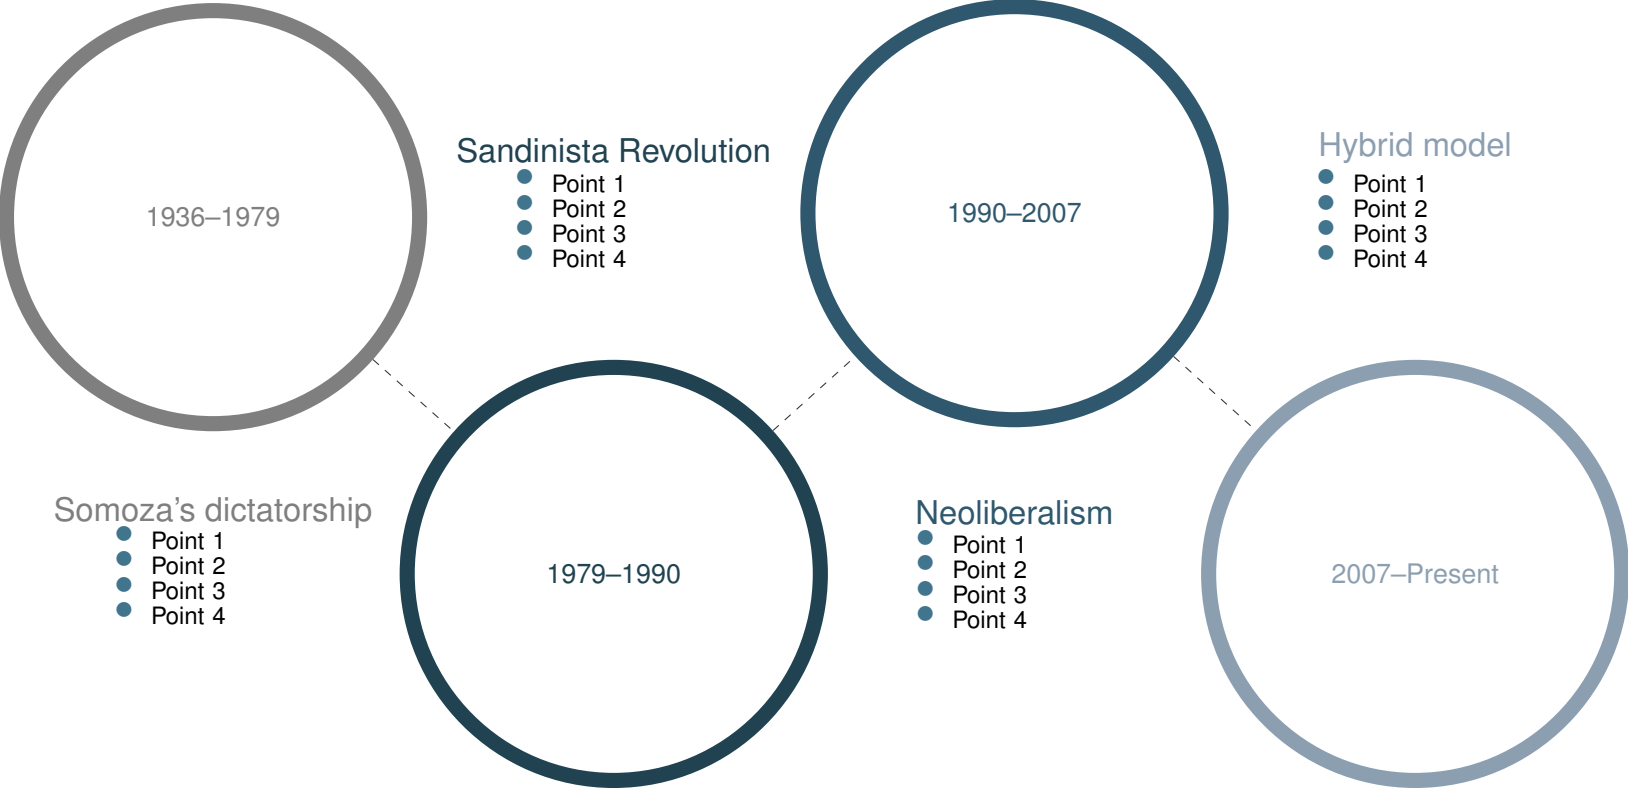 1936–1979
Somoza’s dictatorship
Point 1
Point 2
Point 3
Point 4
Sandinista Revolution
Point 1
Point 2
Point 3
Point 4
1979–1990
1990–2007
Neoliberalism
Point 1
Point 2
Point 3
Point 4
Hybrid model
Point 1
Point 2
Point 3
Point 4
2007–Present